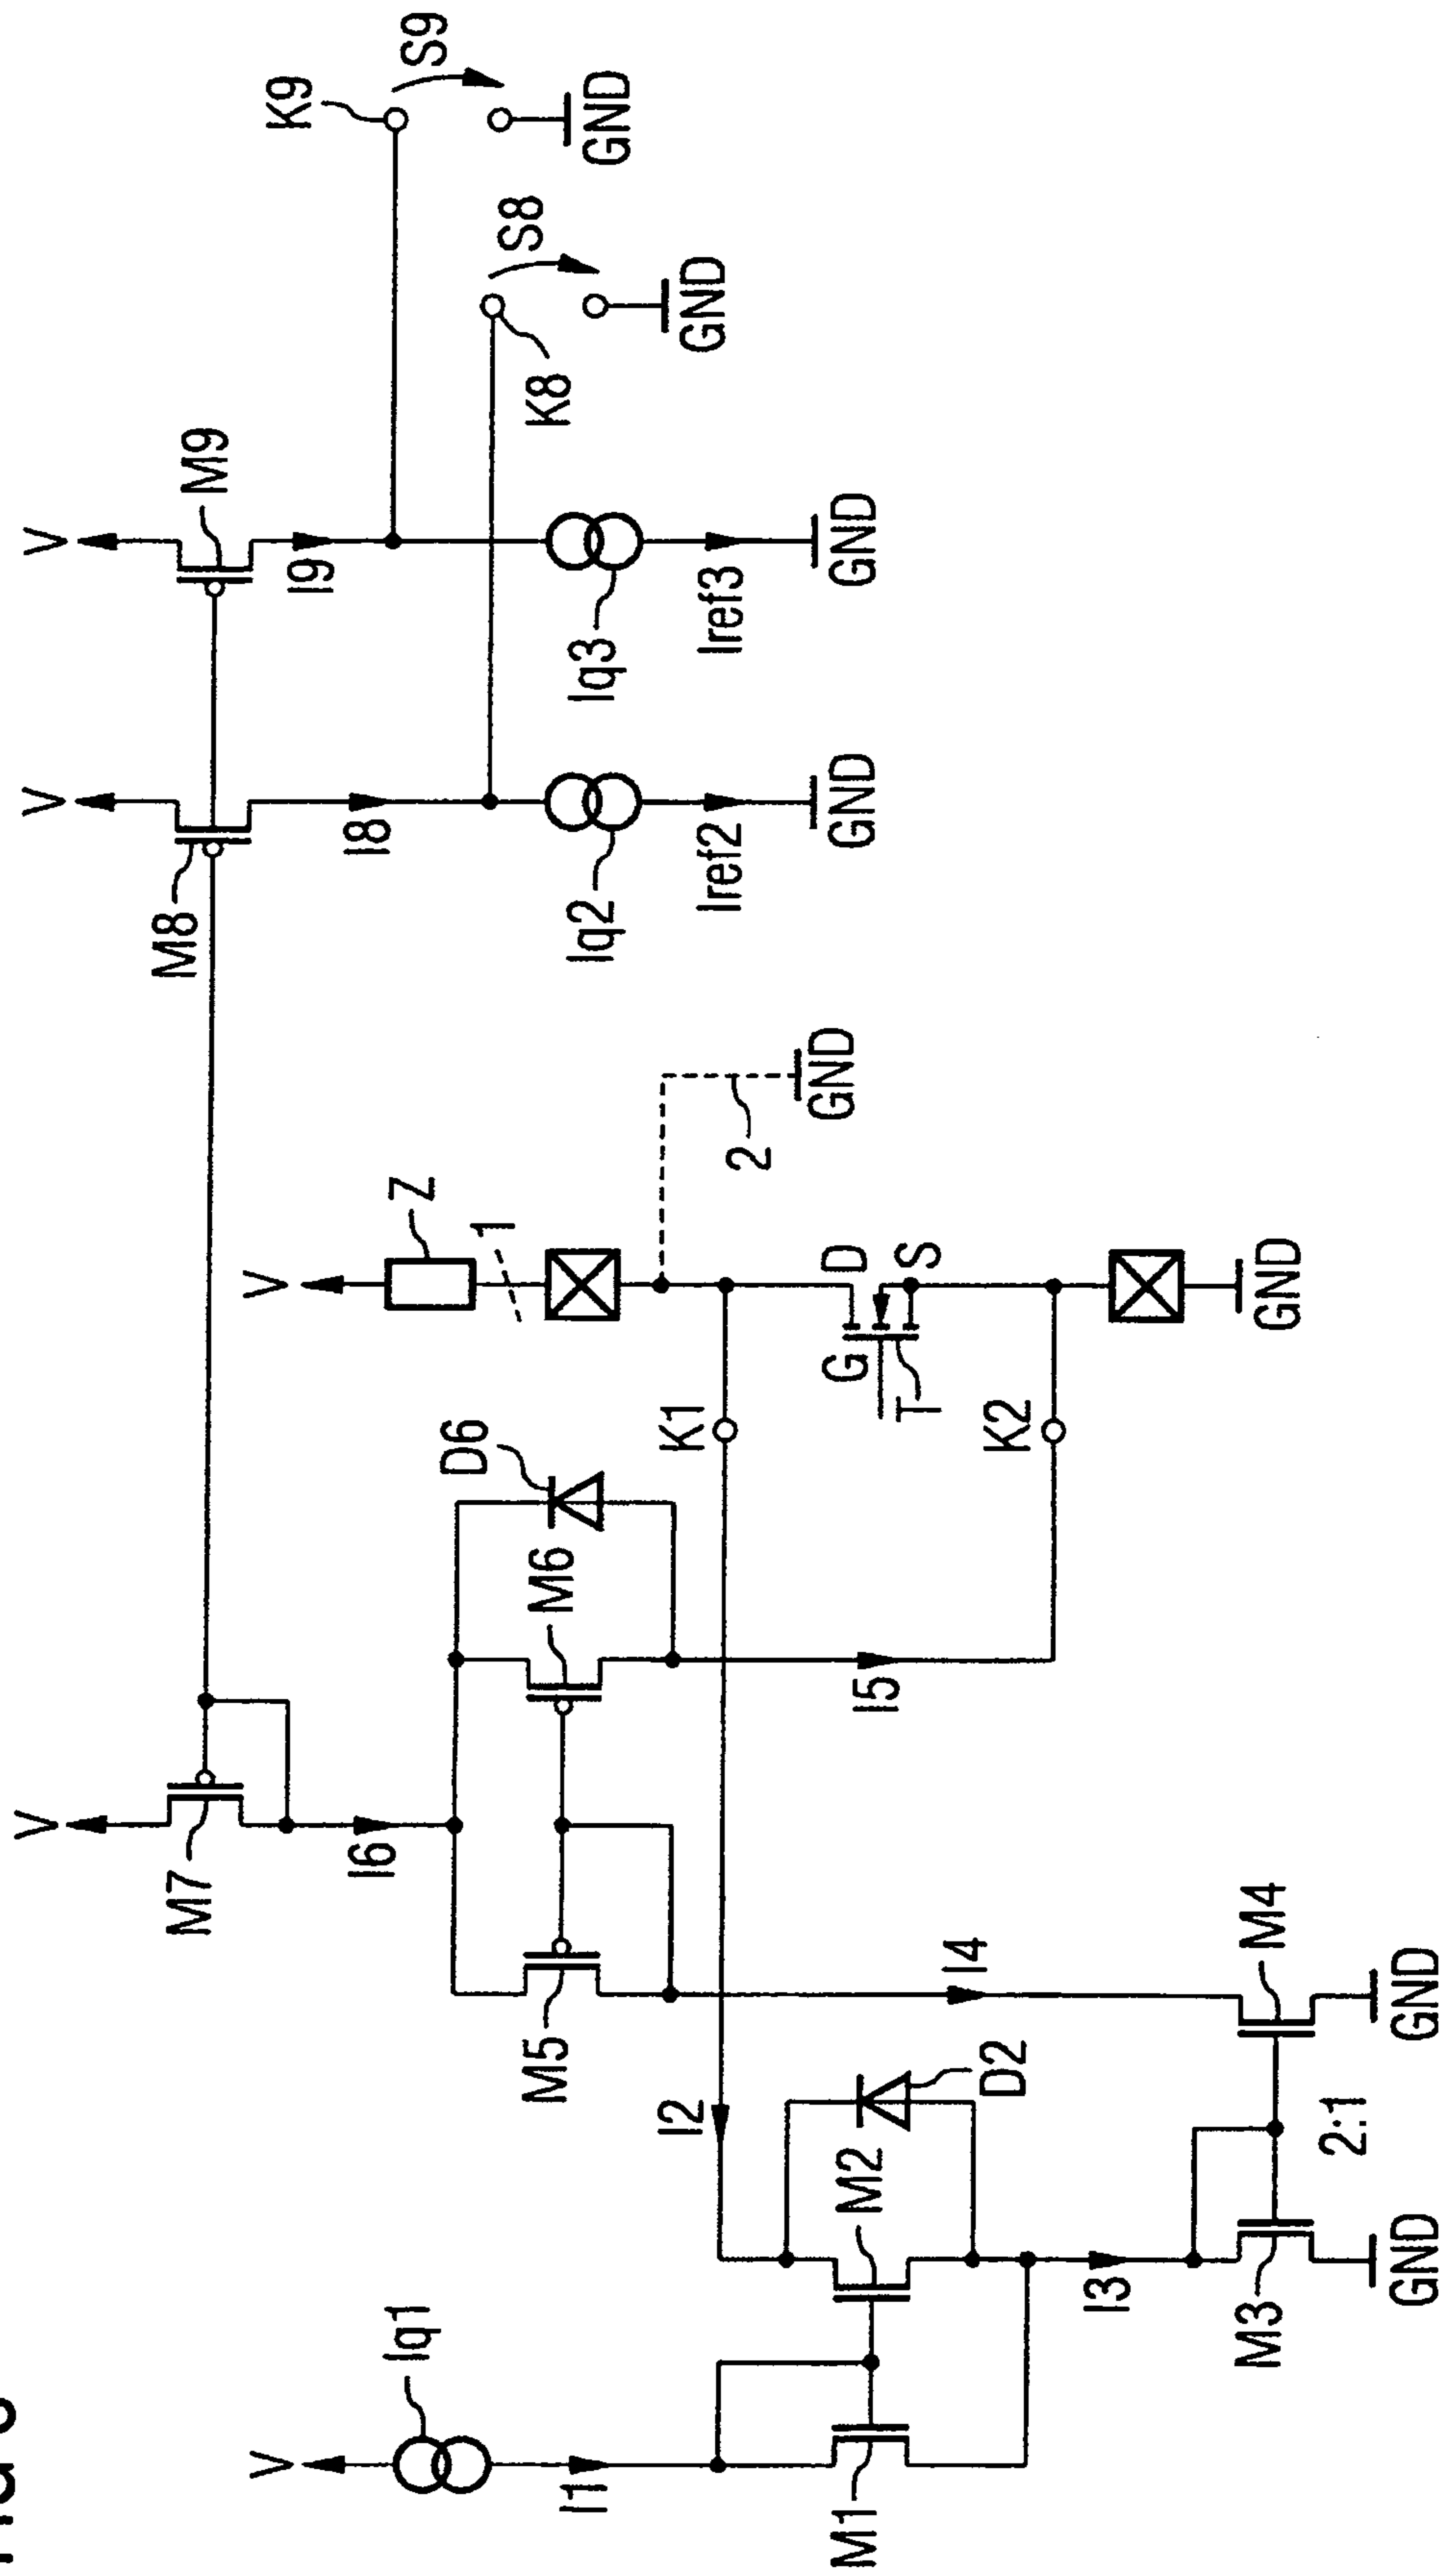 V
V
V
M7
M8
M9
V
V
K9
I9
I6
I8
Iq1
Z
S9
D6
1
S8
M5
M6
K8
I1
Iq2
Iq3
GND
I2
K1
GND
Iref2
Iref3
2
M1
M2
G
D
GND
GND
GND
I5
S
T
I4
D2
K2
I3
M3
M4
GND
2:1
GND
GND